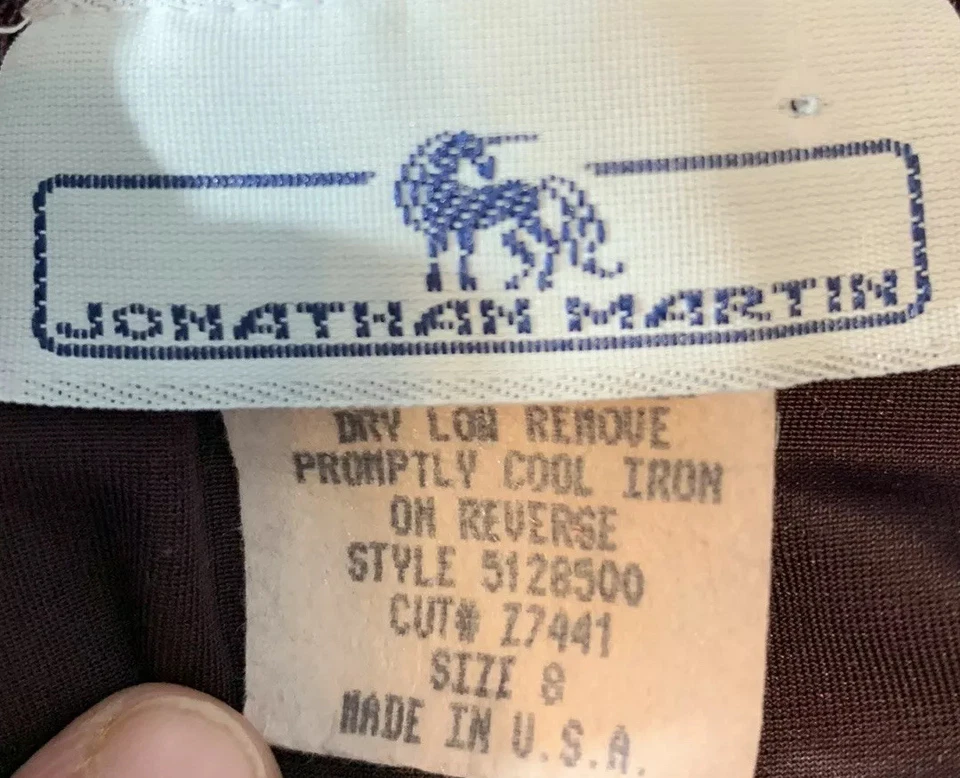 JONATHAN MARTIN
DRY LOW REMOVE
PROMPTLY COOL IRON
ON REVERSE
STYLE 5128500
CUT# Z7441
SIZE 8
MADE IN U.S.A.